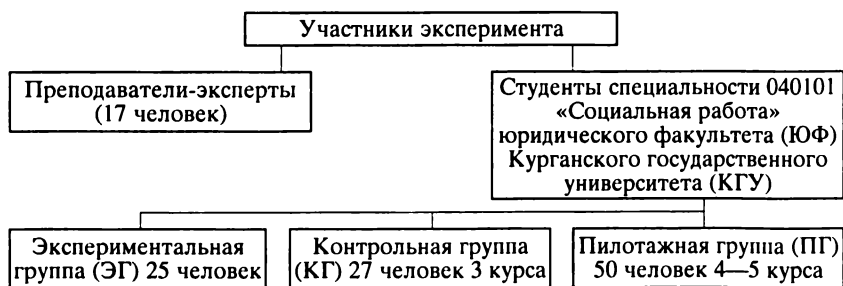 Участники эксперимента
Преподаватели-эксперты
(17 человек)
Студенты специальности 040101
«Социальная работа»
юридического факультета (ЮФ)
Курганского государственного
университета (КГУ)
Экспериментальная
группа (ЭГ) 25 человек
Контрольная группа
(КГ) 27 человек 3 курса
Пилотажная группа (ПГ)
50 человек 4—5 курса